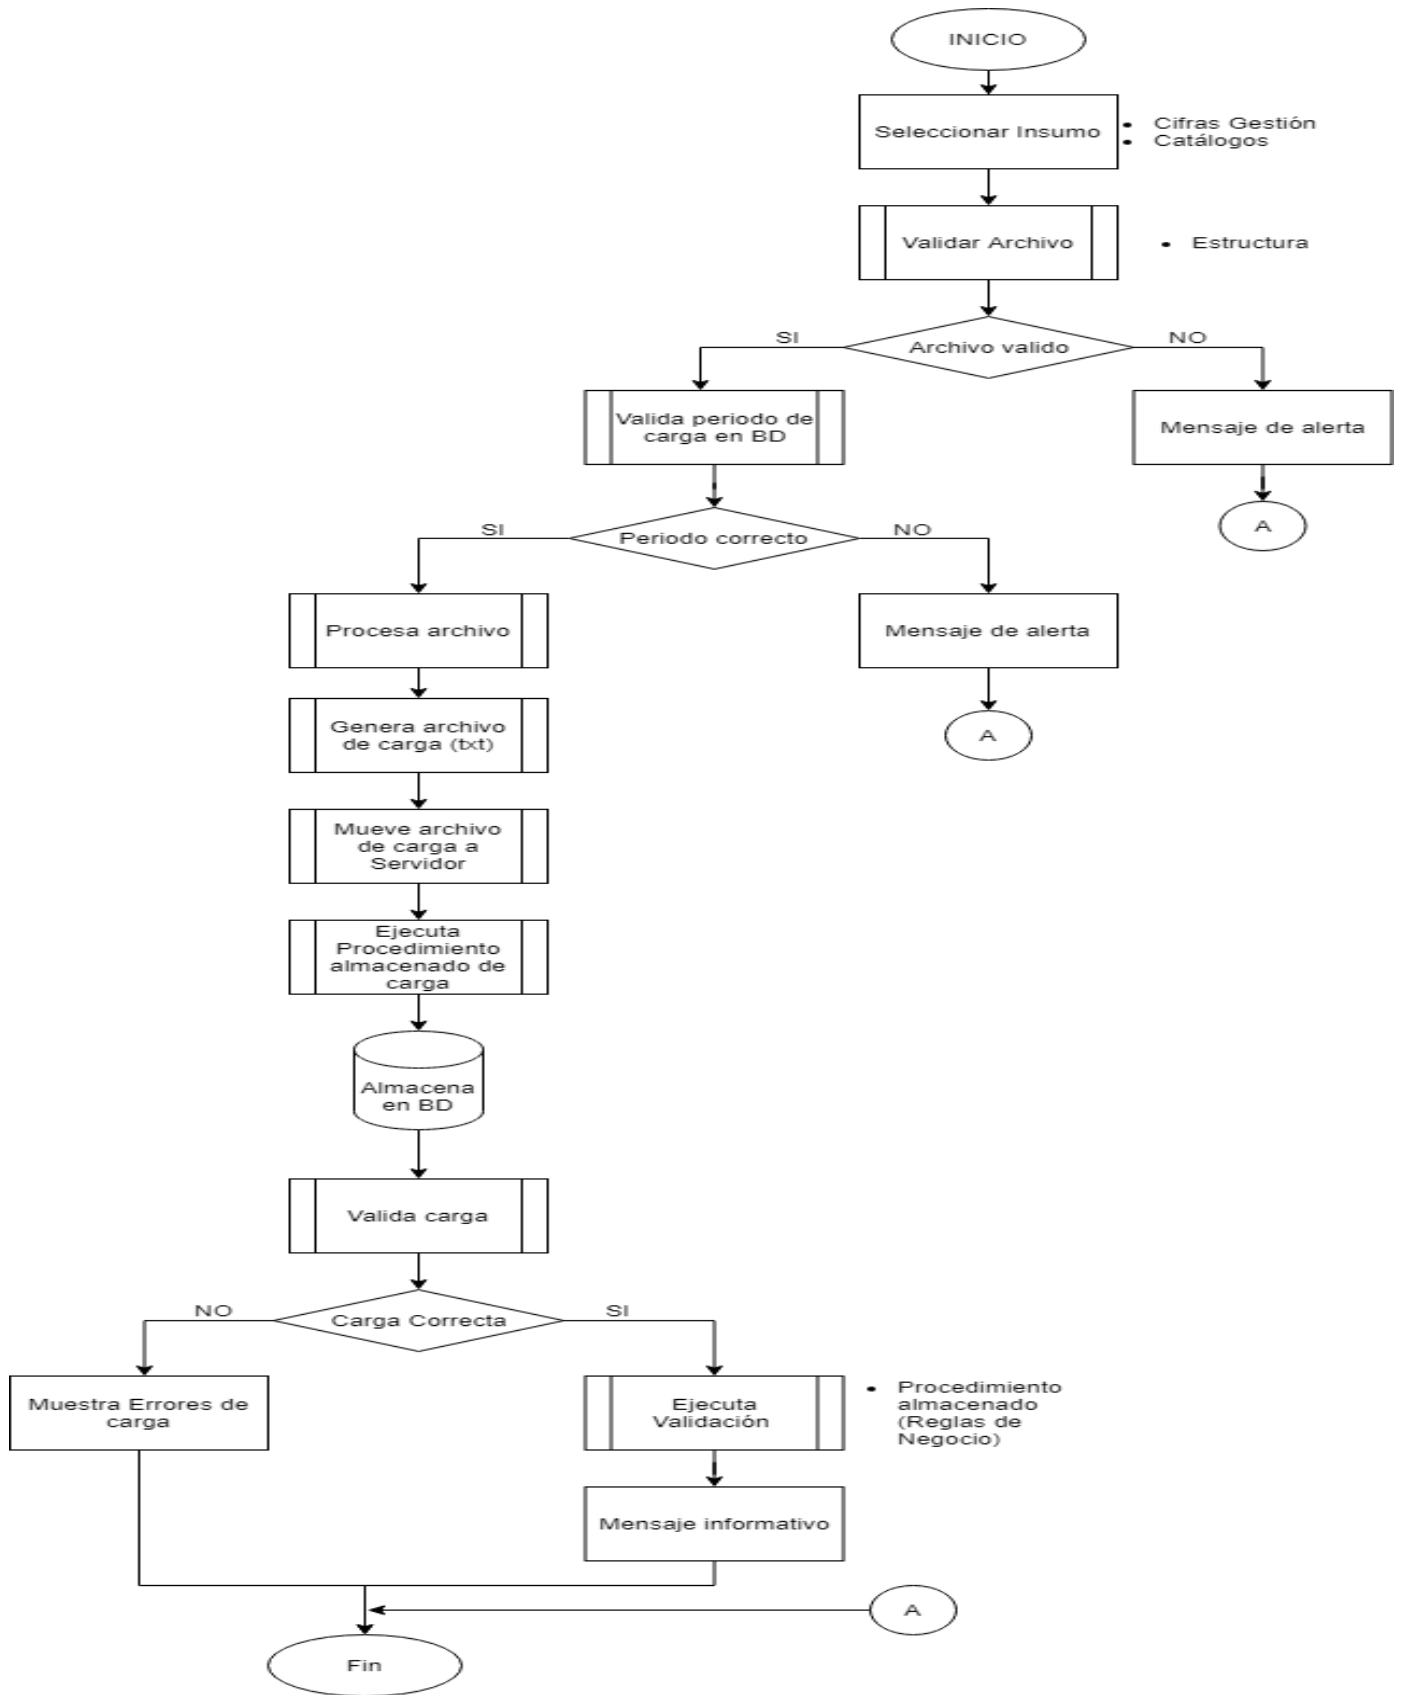 INICIO
Seleccionar Insumo
• Cifras Gestión
• Catálogos
Validar Archivo
• Estructura
SI
Archivo valido
NO
Valida periodo de
carga en BD
Mensaje de alerta
A
SI
Periodo correcto
NO
Procesa archivo
Mensaje de alerta
Genera archivo
de carga (txt)
A
Mueve archivo
de carga a
Servidor
Ejecuta
Procedimiento
almacenado de
carga
Almacena
en BD
Valida carga
NO
Carga Correcta
SI
Muestra Errores de
carga
Ejecuta
Validación
• Procedimiento
almacenado
(Reglas de
Negocio)
Mensaje informativo
A
Fin